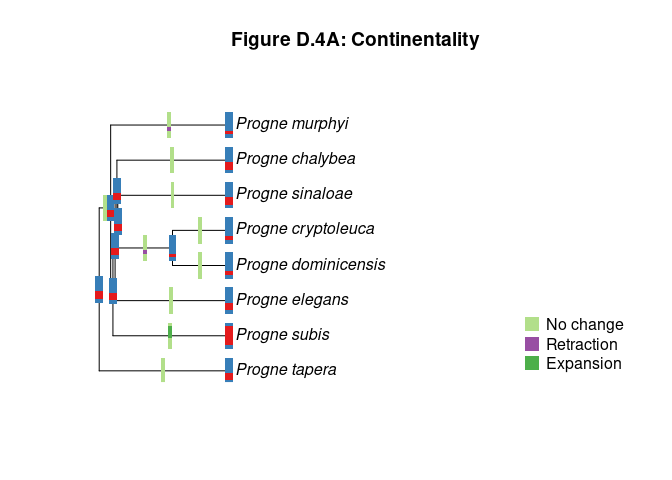 Figure D.4A: Continentality
Progne murphyi
Progne chalybea
Progne sinaloae
Progne cryptoleuca
Progne dominicensis
Progne elegans
Progne subis
Progne tapera
No change
Retraction
Expansion